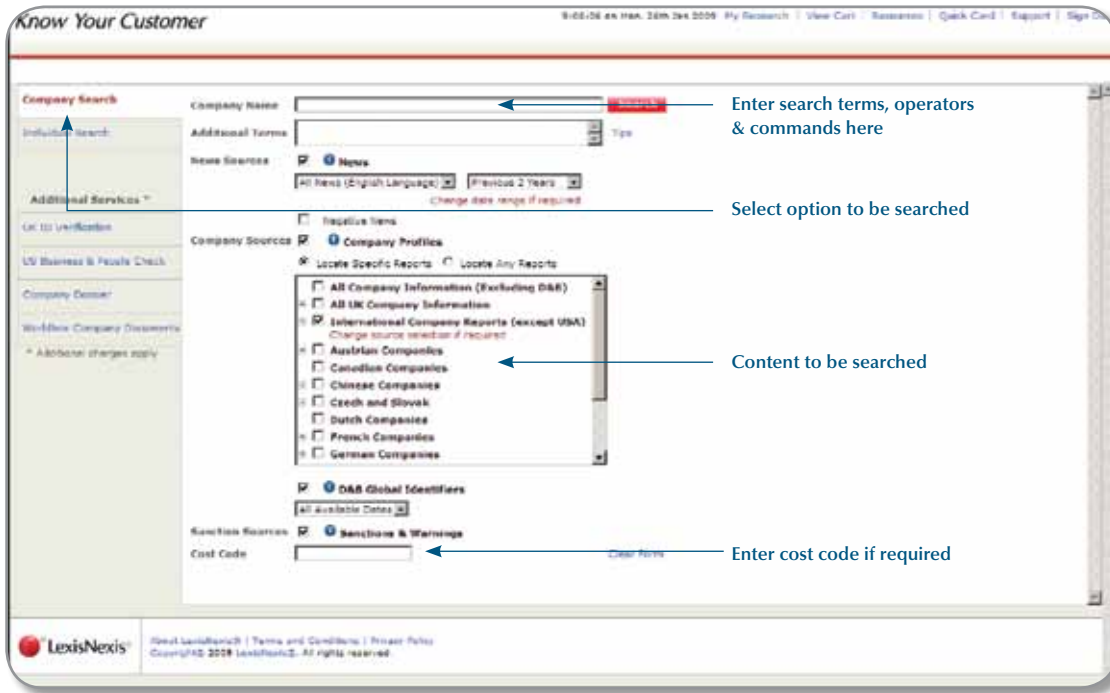 Know Your Customer
My Research | View Cart | Resources | Quick Card | Support | Sign
Company Search
Company Name
Enter search terms, operators
& commands here
Individual Search
Additional Terms
Tips
News Sources
News
All News (English Language)
Previous 2 Years
Change date range if required
Additional Services *
Select option to be searched
Negative News
UK ID Verification
Company Sources
Company Profiles
US Business & People Check
Locate Specific Reports
Locate Any Reports
All Company Information (Excluding D&B)
Company Dossier
All UK Company Information
International Company Reports (except USA)
Company Documents
Change source selection if required
* Additional charges apply
Austrian Companies
Content to be searched
Canadian Companies
Chinese Companies
Czech and Slovak
Dutch Companies
French Companies
German Companies
D&B Global Identifiers
All Available Dates
Sanction Sources
Sanctions & Warnings
Cost Code
Clear Form
Enter cost code if required
LexisNexis®
About LexisNexis® | Terms and Conditions | Privacy Policy
Copyright© 2009 LexisNexis®. All rights reserved.